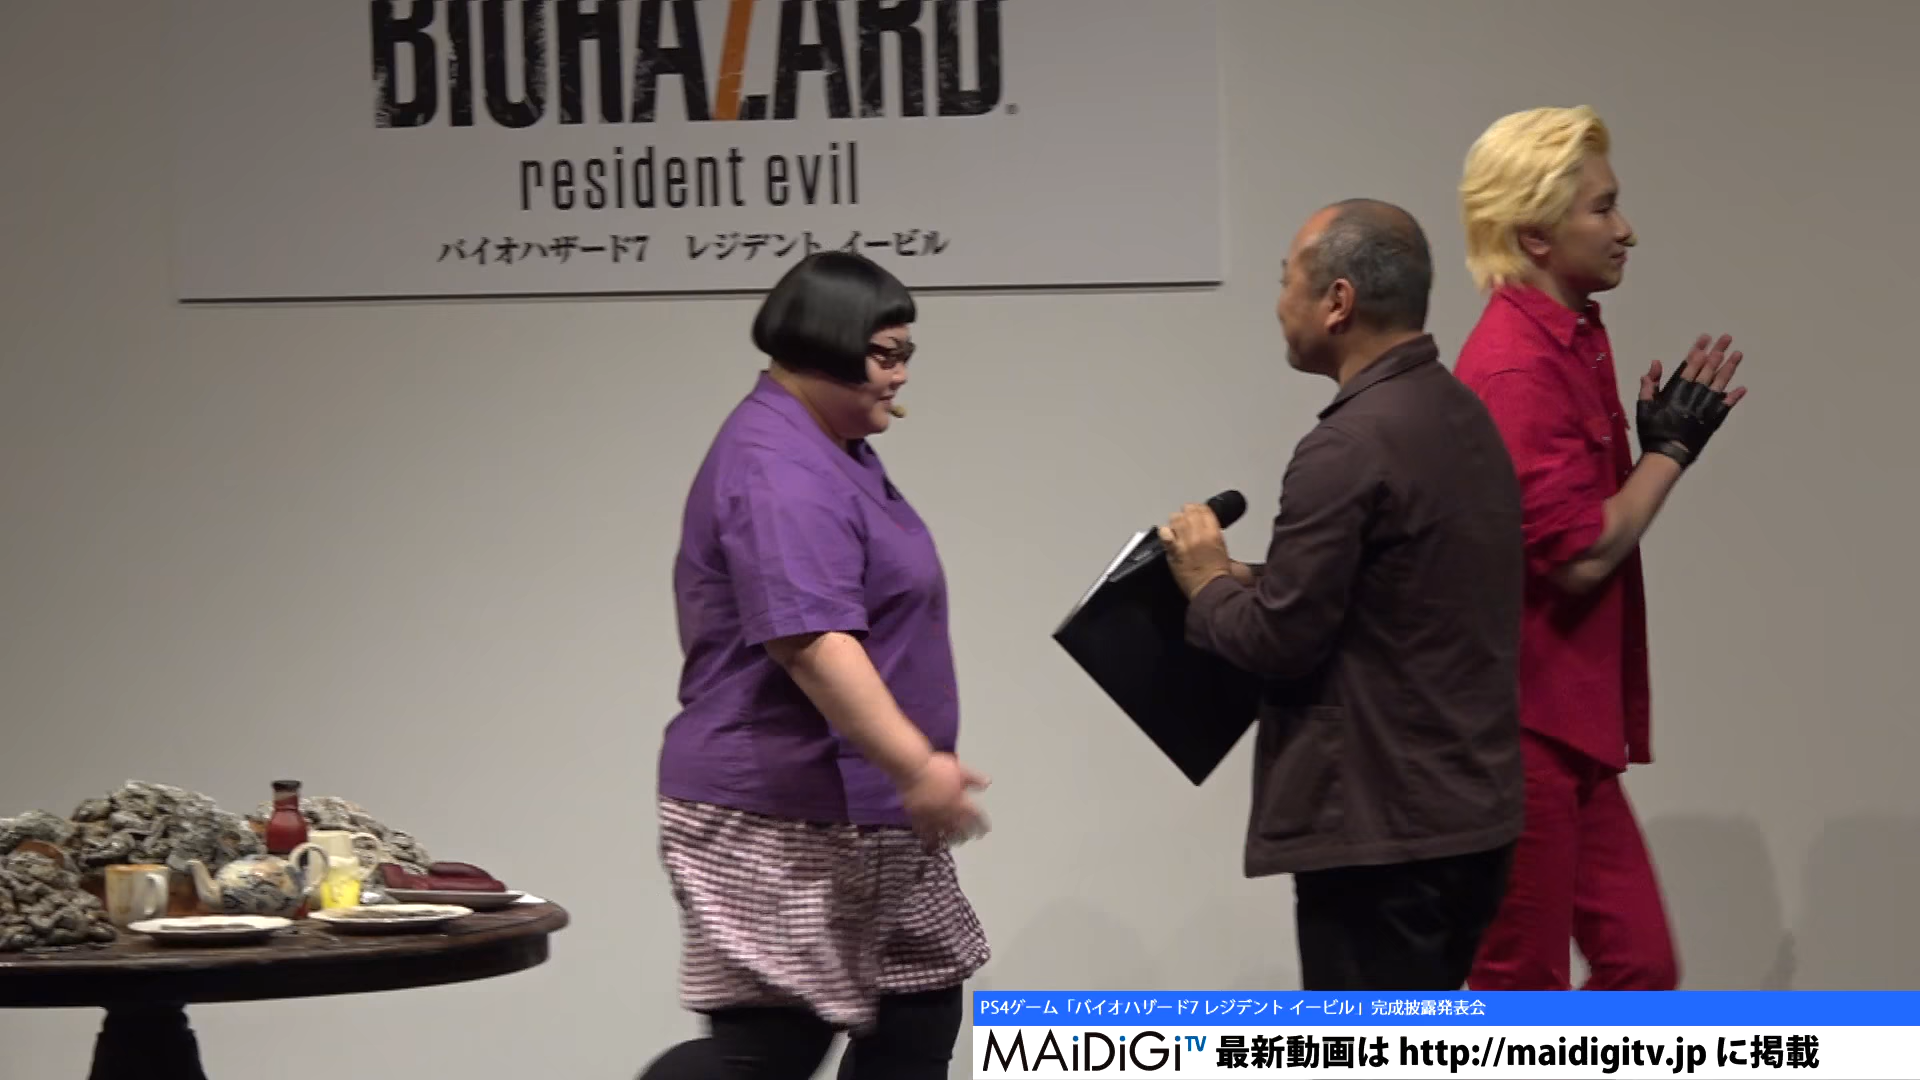 BIOHAZARD
resident evil
バイオハザード7 レジデント イービル
PS4ゲーム「バイオハザード7 レジデント イービル」完成披露発表会
MAiDiGiTV 最新動画は http://maidigitv.jp に掲載